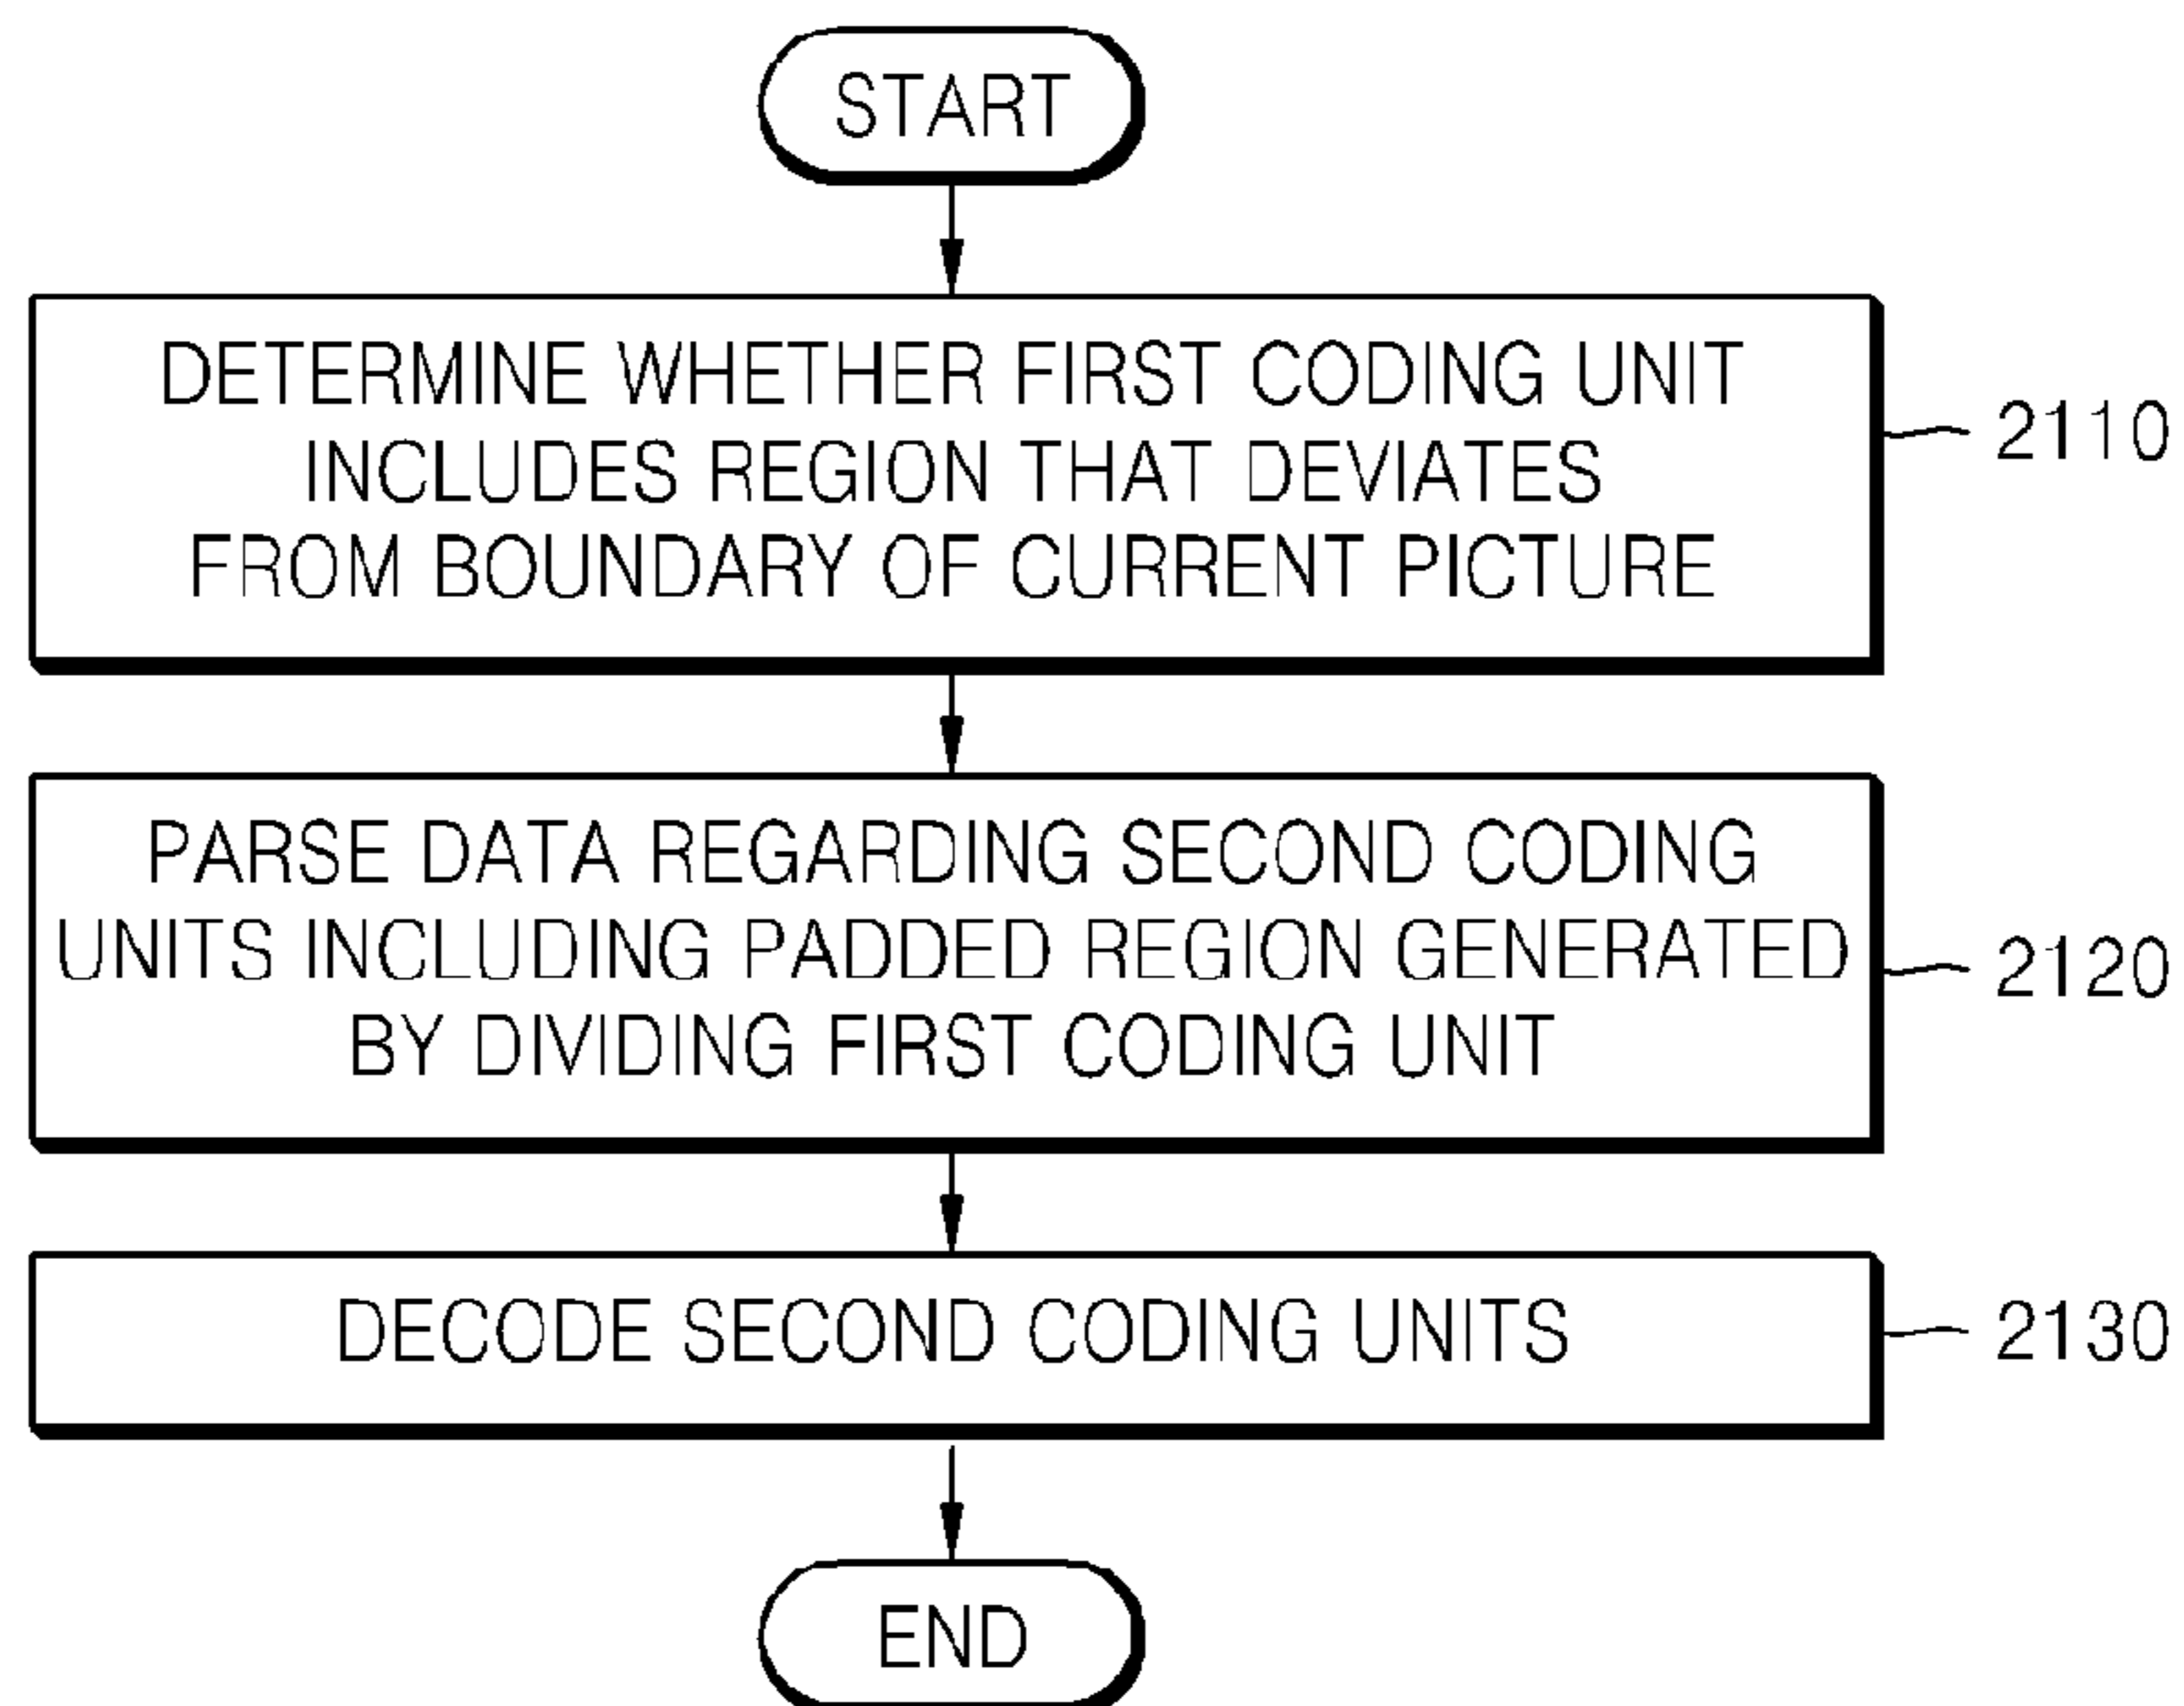 START
DETERMINE WHETHER FIRST CODING UNIT
INCLUDES REGION THAT DEVIATES
FROM BOUNDARY OF CURRENT PICTURE
2110
PARSE DATA REGARDING SECOND CODING
UNITS INCLUDING PADDED REGION GENERATED
BY DIVIDING FIRST CODING UNIT
2120
DECODE SECOND CODING UNITS
2130
END